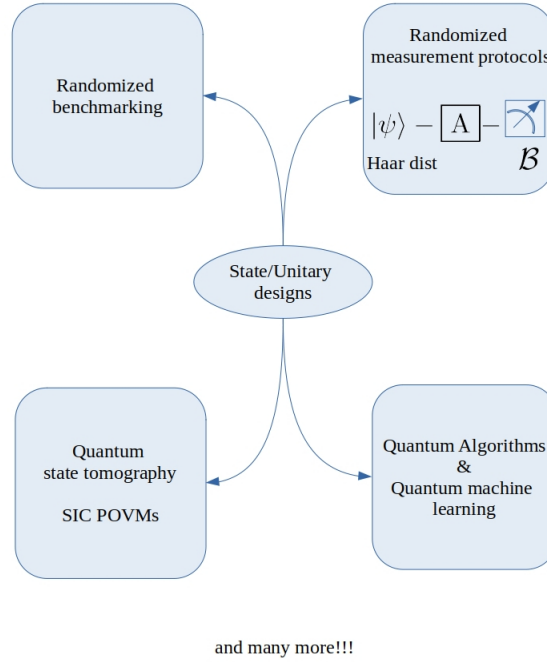 Randomized
benchmarking
Randomized
measurement protocols
|ψ⟩ – A –
Haar dist
ℬ
State/Unitary
designs
Quantum
state tomography
SIC POVMs
Quantum Algorithms
&
Quantum machine
learning
and many more!!!